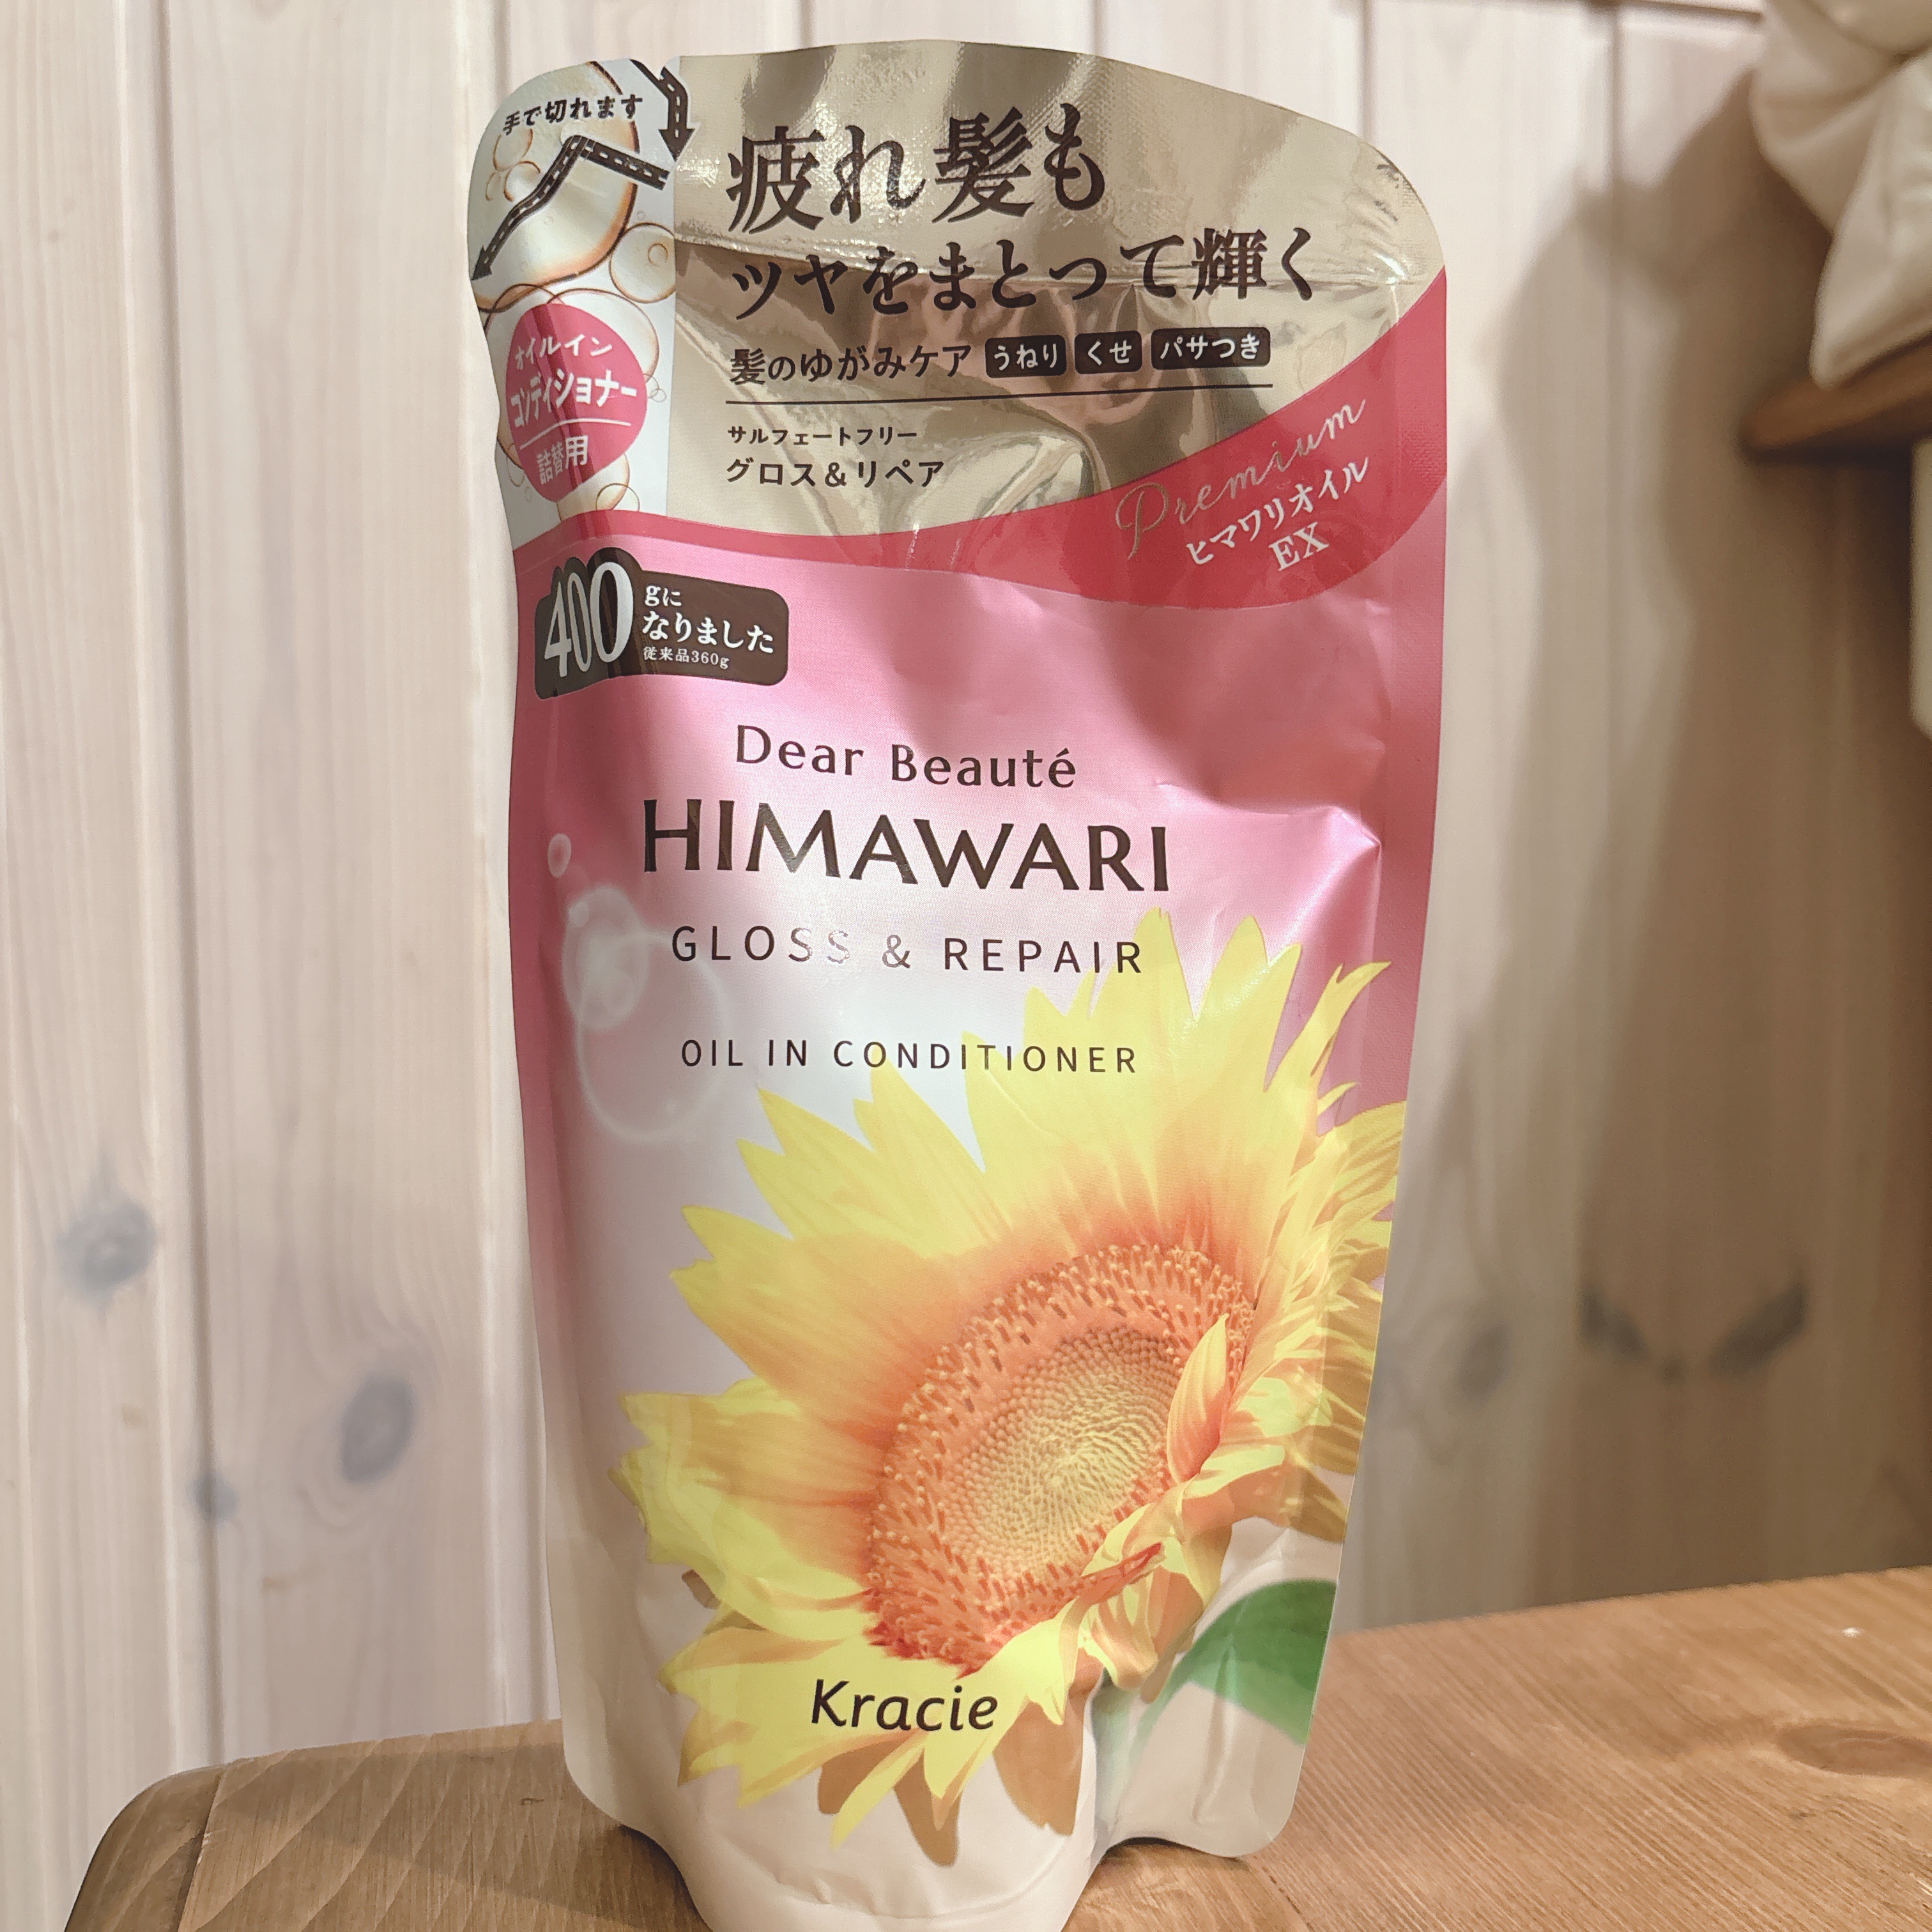 手で切れます
疲れ髪も
ツヤをまとって輝く
髪のゆがみケア うねり くせ パサつき
サルフェートフリー
グロス&リペア
オイルイン
コンディショナー
詰替用
Premium
ヒマワリオイル
EX
400gに
なりました
従来品360g
Dear Beauté
HIMAWARI
GLOSS & REPAIR
OIL IN CONDITIONER
Kracie